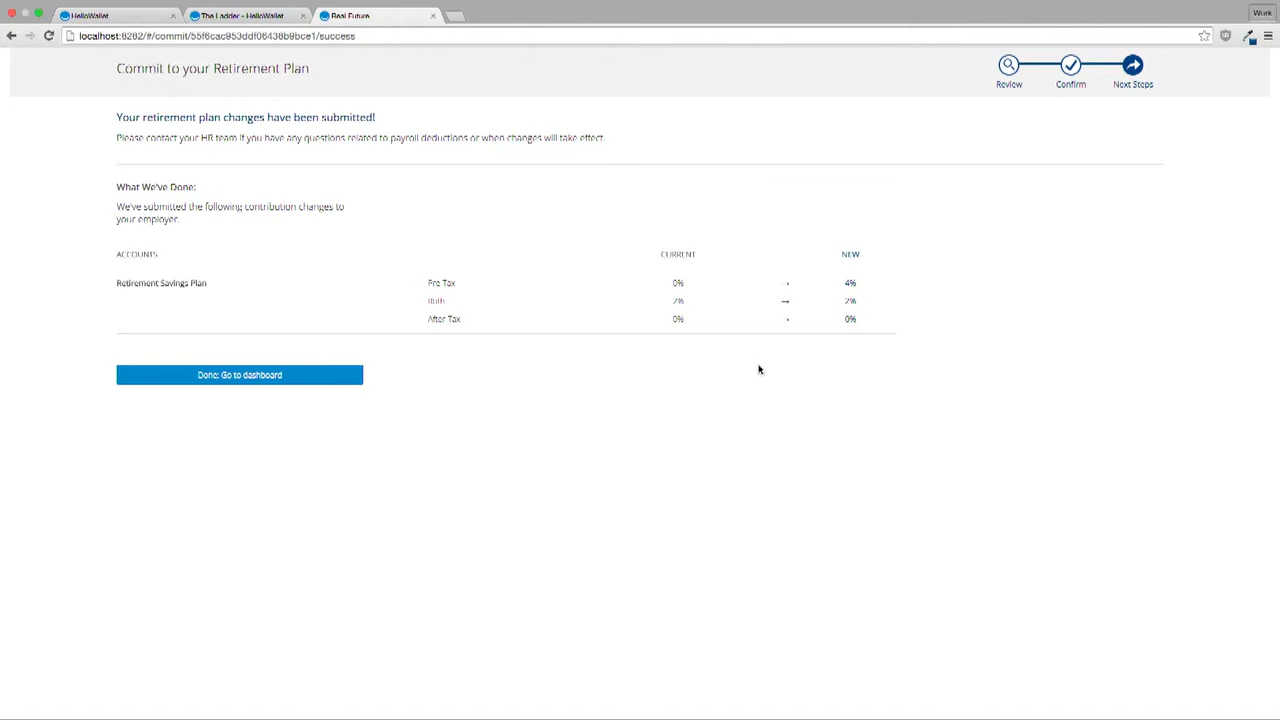 HelloWallet
The Ladder - HelloWallet
Real Future
Work
localhost:8282/#/commit/55f6cac953ddf06438b9bce1/success
Commit to your Retirement Plan
Review
Confirm
Next Steps
Your retirement plan changes have been submitted!
Please contact your HR team if you have any questions related to payroll deductions or when changes will take effect.
What We've Done:
We've submitted the following contribution changes to
your employer.
ACCOUNTS CURRENT NEW
Retirement Savings Plan Pre Tax 0% → 4%
Roth 2% → 2%
After Tax 0% → 0%
Done: Go to dashboard